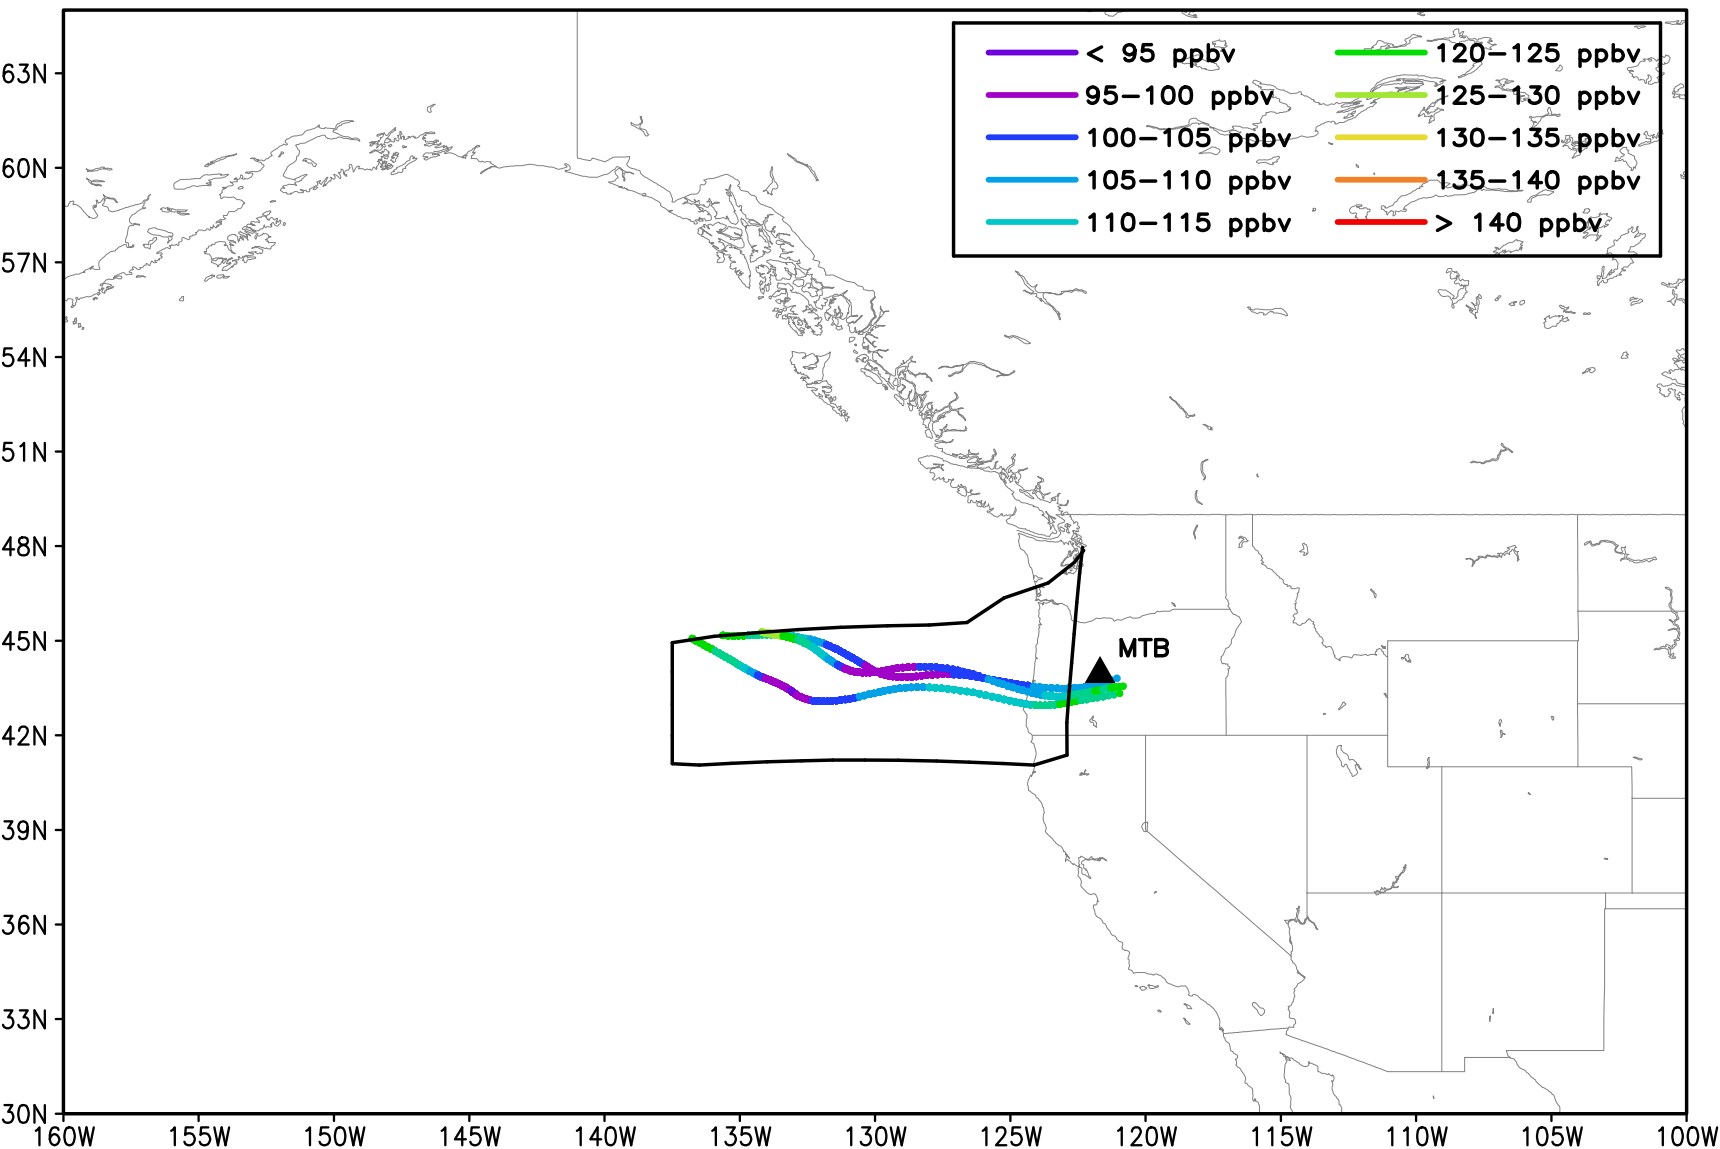 < 95 ppbv
95-100 ppbv
100-105 ppbv
105-110 ppbv
110-115 ppbv
120-125 ppbv
125-130 ppbv
130-135 ppbv
135-140 ppbv
> 140 ppbv
63N
60N
57N
54N
51N
48N
45N
42N
39N
36N
33N
30N
MTB
160W 155W 150W 145W 140W 135W 130W 125W 120W 115W 110W 105W 100W